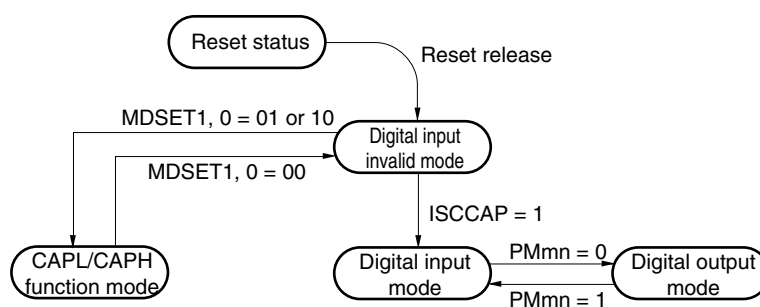 Reset status
Reset release
MDSET1, 0 = 01 or 10
Digital input
invalid mode
MDSET1, 0 = 00
ISCCAP = 1
CAPL/CAPH
function mode
Digital input
mode
PMmn = 0
PMmn = 1
Digital output
mode